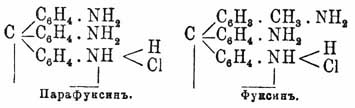 C₆H₄. NH₂ C₆H₃. CH₃. NH₂
C C₆H₄. NH₂ C C₆H₄. NH₂
C₆H₄. NH < H Cl C₆H₄. NH < H Cl
Парафуксинъ. Фуксинъ.